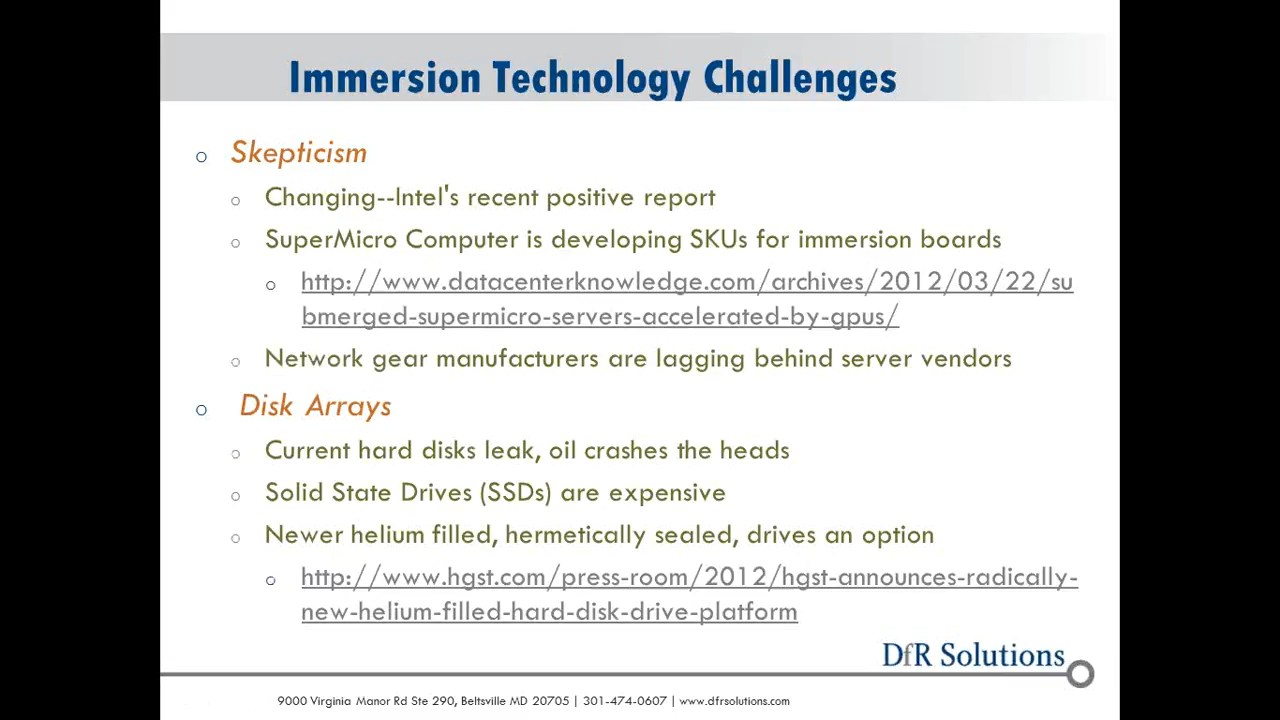 Immersion Technology Challenges
Skepticism
Changing--Intel's recent positive report
SuperMicro Computer is developing SKUs for immersion boards
http://www.datacenterknowledge.com/archives/2012/03/22/su
bmerged-supermicro-servers-accelerated-by-gpus/
Network gear manufacturers are lagging behind server vendors
Disk Arrays
Current hard disks leak, oil crashes the heads
Solid State Drives (SSDs) are expensive
Newer helium filled, hermetically sealed, drives an option
http://www.hgst.com/press-room/2012/hgst-announces-radically-
new-helium-filled-hard-disk-drive-platform
DfR Solutions
9000 Virginia Manor Rd Ste 290, Beltsville MD 20705 | 301-474-0607 | www.dfrsolutions.com